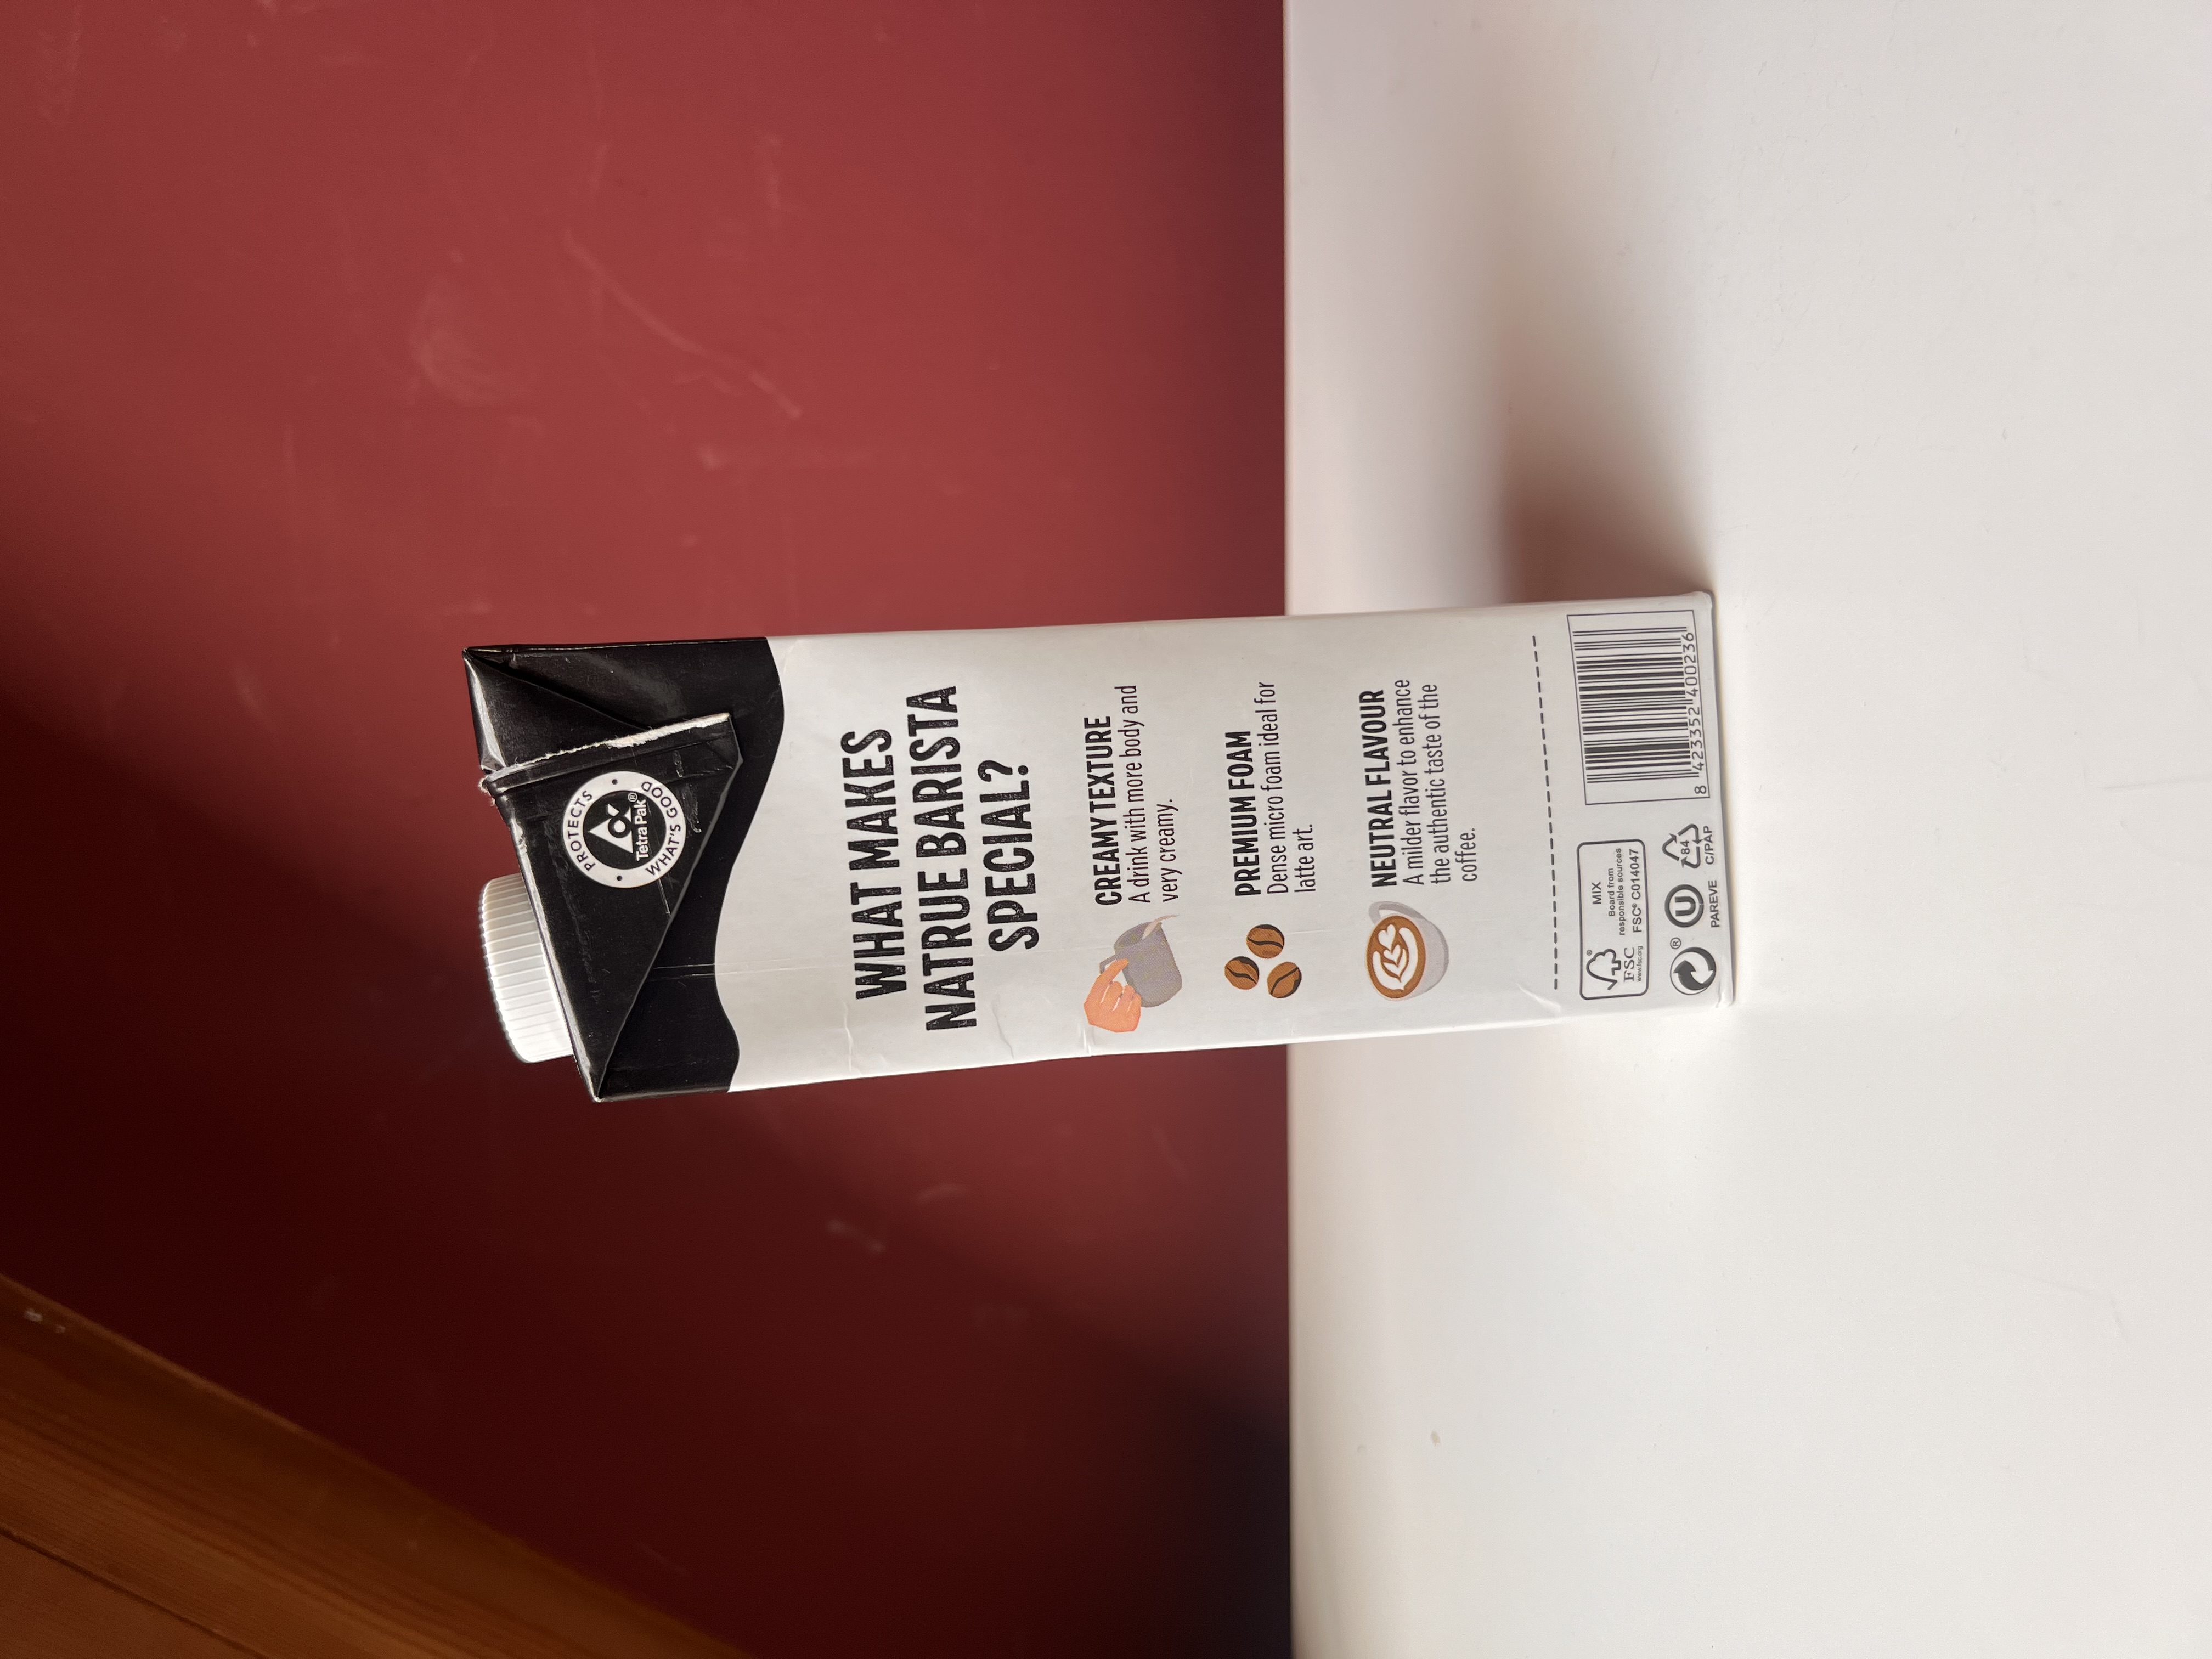 PROTECTS
Tetra Pak®
WHAT'S GOOD
WHAT MAKES
NATRUE BARISTA
SPECIAL?
CREAMY TEXTURE
A drink with more body and
very creamy.
PREMIUM FOAM
Dense micro foam ideal for
latte art.
NEUTRAL FLAVOUR
A milder flavor to enhance
the authentic taste of the
coffee.
FSC
www.fsc.org
MIX
Board from
responsible sources
FSC® C014047
®
U
PAREVE
84
C/PAP
8 423352 400236